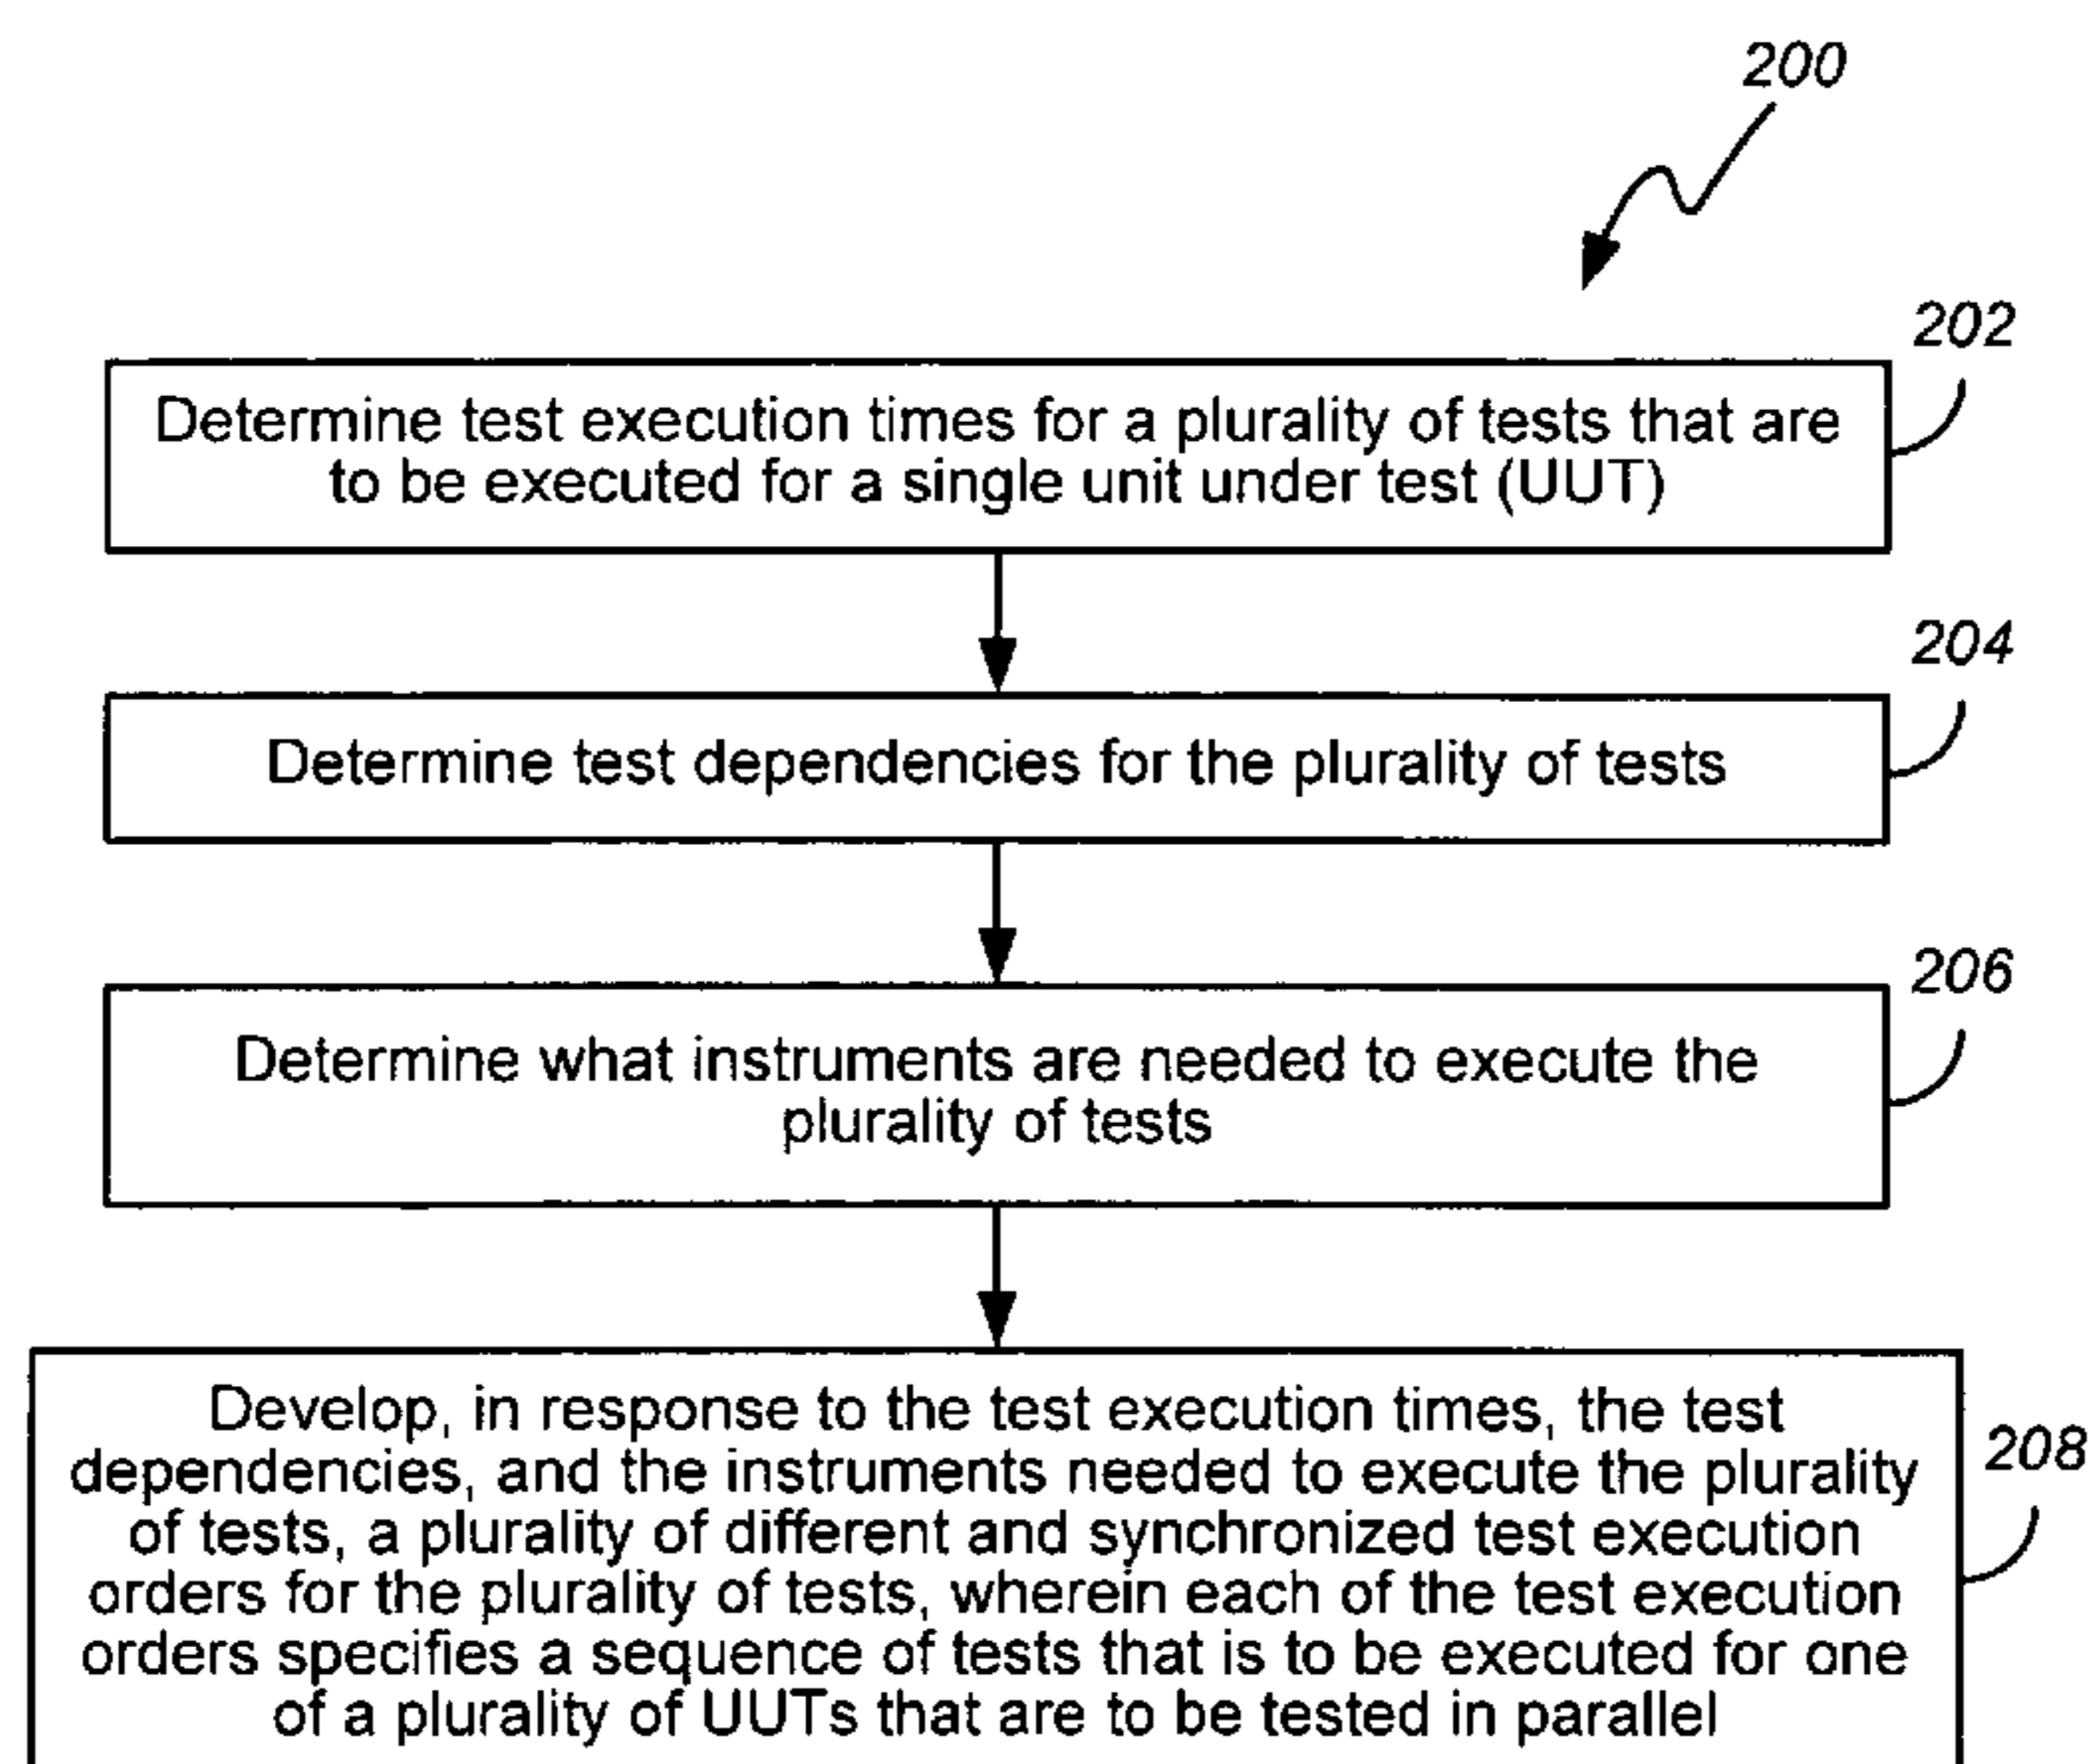 200
202
Determine test execution times for a plurality of tests that are
to be executed for a single unit under test (UUT)
204
Determine test dependencies for the plurality of tests
206
Determine what instruments are needed to execute the
plurality of tests
208
Develop, in response to the test execution times, the test
dependencies, and the instruments needed to execute the plurality
of tests, a plurality of different and synchronized test execution
orders for the plurality of tests, wherein each of the test execution
orders specifies a sequence of tests that is to be executed for one
of a plurality of UUTs that are to be tested in parallel